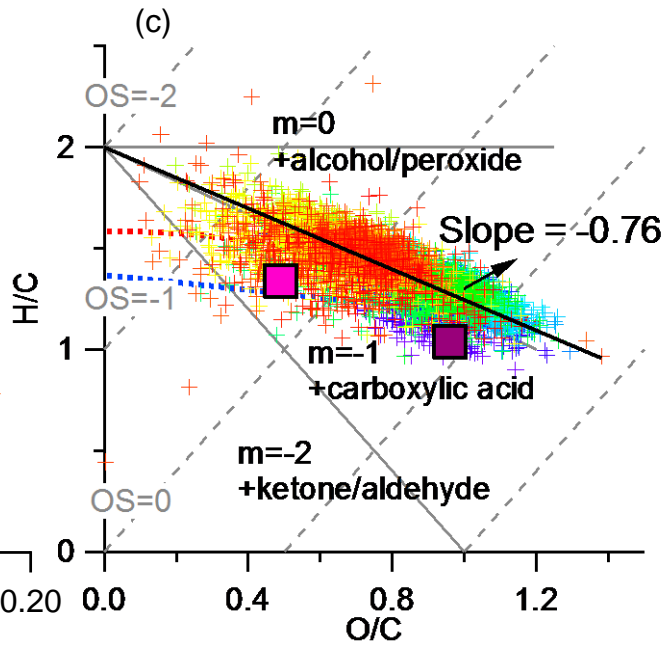 (c)
OS=-2
m=0
+alcohol/peroxide
2
Slope = -0.76
H/C
OS=-1
1
m=-1
+carboxylic acid
m=-2
+ketone/aldehyde
OS=0
0
0.20 0.0 0.4 0.8 1.2
O/C